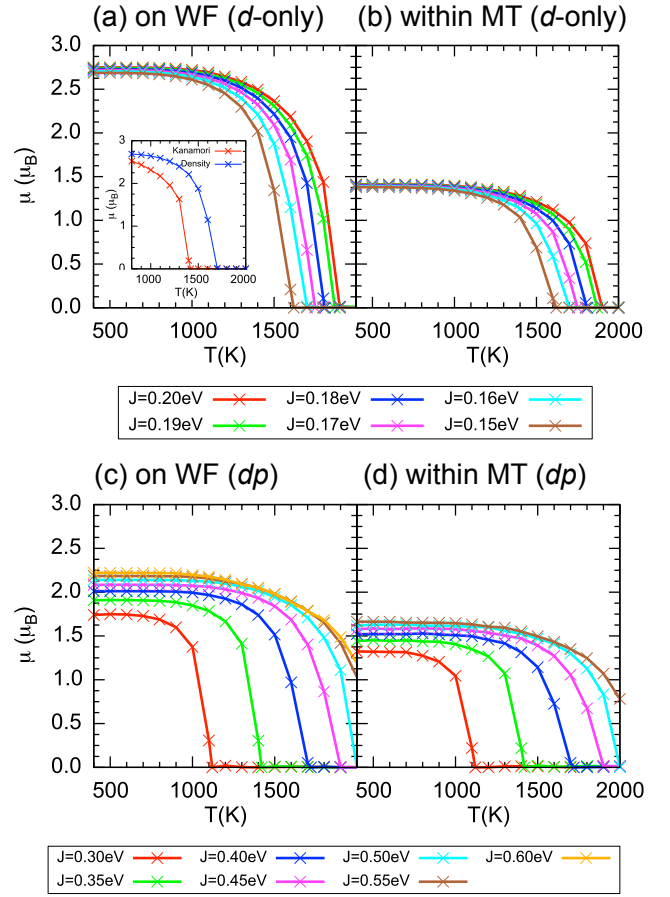 (a) on WF (d-only) (b) within MT (d-only)
3.0
2.5
2.0
1.5
1.0
0.5
0.0
μ (μB)
500 1000 1500
T(K)
500 1000 1500 2000
T(K)
3
2
1
0
μ (μB)
Kanamori
Density
1000 1500 2000
T(K)
J=0.20eV J=0.18eV J=0.16eV
J=0.19eV J=0.17eV J=0.15eV
(c) on WF (dp) (d) within MT (dp)
3.0
2.5
2.0
1.5
1.0
0.5
0.0
μ (μB)
500 1000 1500
T(K)
500 1000 1500 2000
T(K)
J=0.30eV J=0.40eV J=0.50eV J=0.60eV
J=0.35eV J=0.45eV J=0.55eV